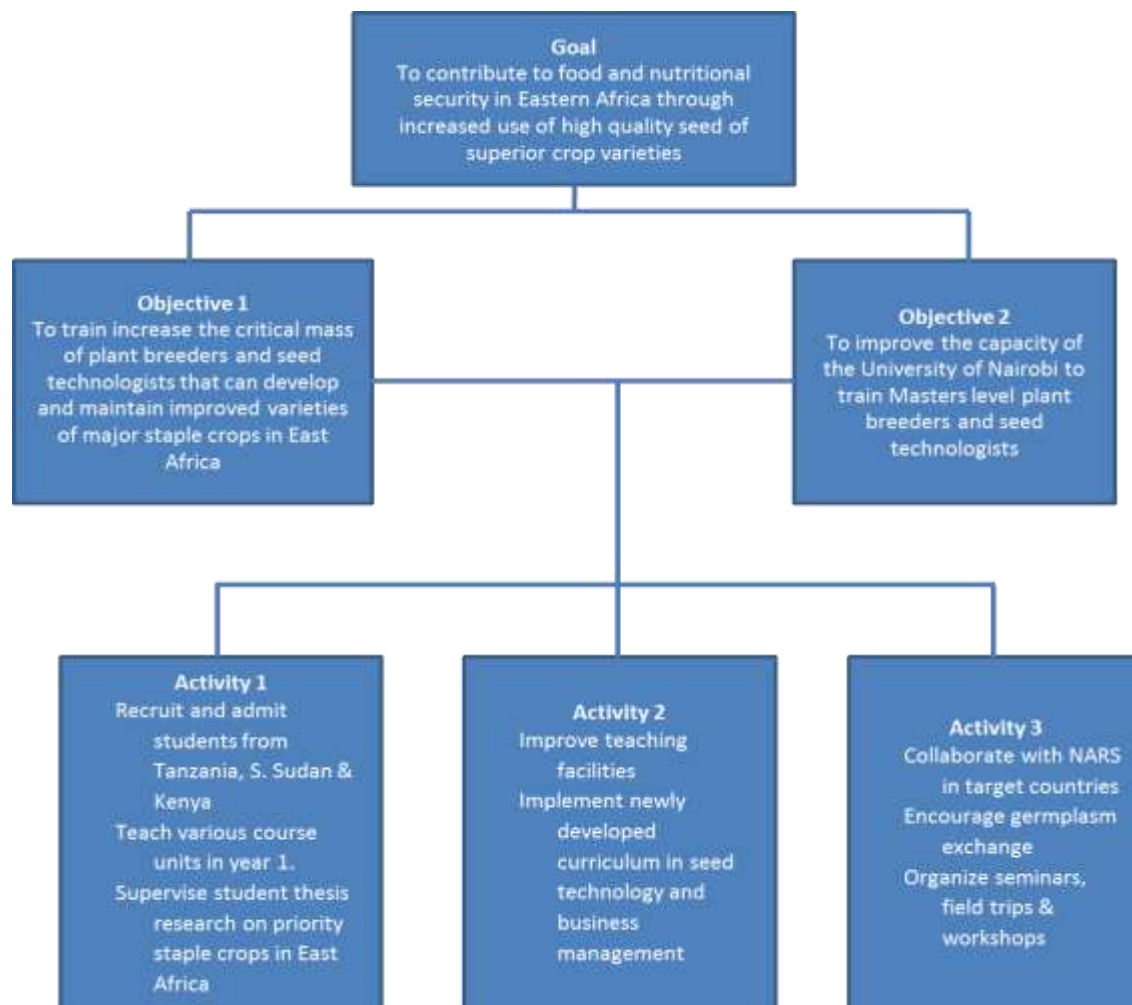 Goal
To contribute to food and nutritional
security in Eastern Africa through
increased use of high quality seed of
superior crop varieties
Objective 1
To train increase the critical mass
of plant breeders and seed
technologists that can develop
and maintain improved varieties
of major staple crops in East
Africa
Objective 2
To improve the capacity of
the University of Nairobi to
train Masters level plant
breeders and seed
technologists
Activity 1
Recruit and admit
students from
Tanzania, S. Sudan &
Kenya
Teach various course
units in year 1.
Supervise student thesis
research on priority
staple crops in East
Africa
Activity 2
Improve teaching
facilities
Implement newly
developed
curriculum in seed
technology and
business
management
Activity 3
Collaborate with NARS
in target countries
Encourage germplasm
exchange
Organize seminars,
field trips &
workshops